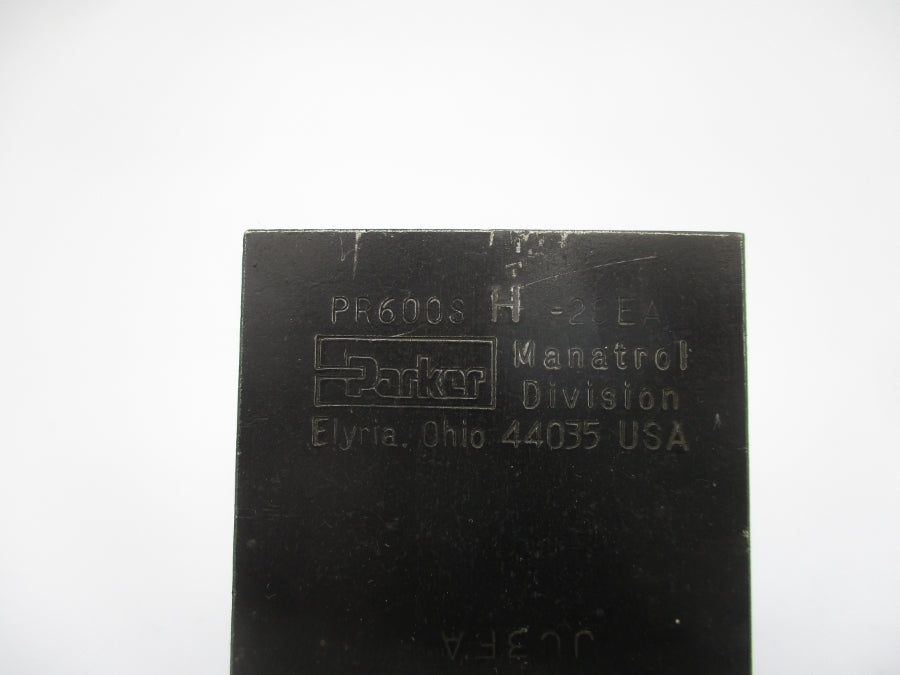 PR600S H -20EA
Parker Manatrol
Division
Elyria, Ohio 44035 USA